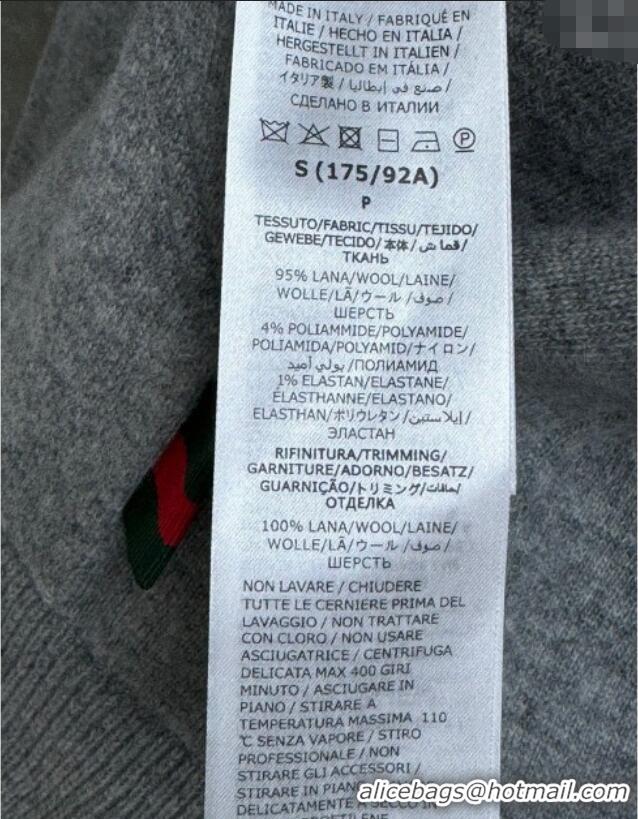 MADE IN ITALY / FABRIQUÉ EN
ITALIE / HECHO EN ITALIA /
HERGESTELLT IN ITALIEN /
FABRICADO EM ITÁLIA /
イタリア製 / صنع في إيطاليا /
СДЕЛАНО В ИТАЛИИ
P
S (175/92A)
P
TESSUTO/FABRIC/TISSU/TEJIDO/
GEWEBE/TECIDO/本体/قماش/
ТКАНЬ
95% LANA/WOOL/LAINE/
WOLLE/LÃ/ウール/صوف/
ШЕРСТЬ
4% POLIAMMIDE/POLYAMIDE/
POLIAMIDA/POLYAMID/ナイロン/
بولي أميد/ПОЛИАМИД
1% ELASTAN/ELASTANE/
ELASTHANNE/ELASTANO/
ELASTHAN/ポリウレタン/إيلاستين/
ЭЛАСТАН
RIFINITURA/TRIMMING/
GARNITURE/ADORNO/BESATZ/
GUARNIÇÃO/トリミング/حافات/
ОТДЕЛКА
100% LANA/WOOL/LAINE/
WOLLE/LÃ/ウール/صوف/
ШЕРСТЬ
NON LAVARE / CHIUDERE
TUTTE LE CERNIERE PRIMA DEL
LAVAGGIO / NON TRATTARE
CON CLORO / NON USARE
ASCIUGATRICE / CENTRIFUGA
DELICATA MAX 400 GIRI
MINUTO / ASCIUGARE IN
PIANO / STIRARE A
TEMPERATURA MASSIMA 110
°C SENZA VAPORE / STIRO
PROFESSIONALE / NON
STIRARE GLI ACCESSORI /
STIRARE IN
DELICATAMENTE A SECCO IN
alicebags@hotmail.com